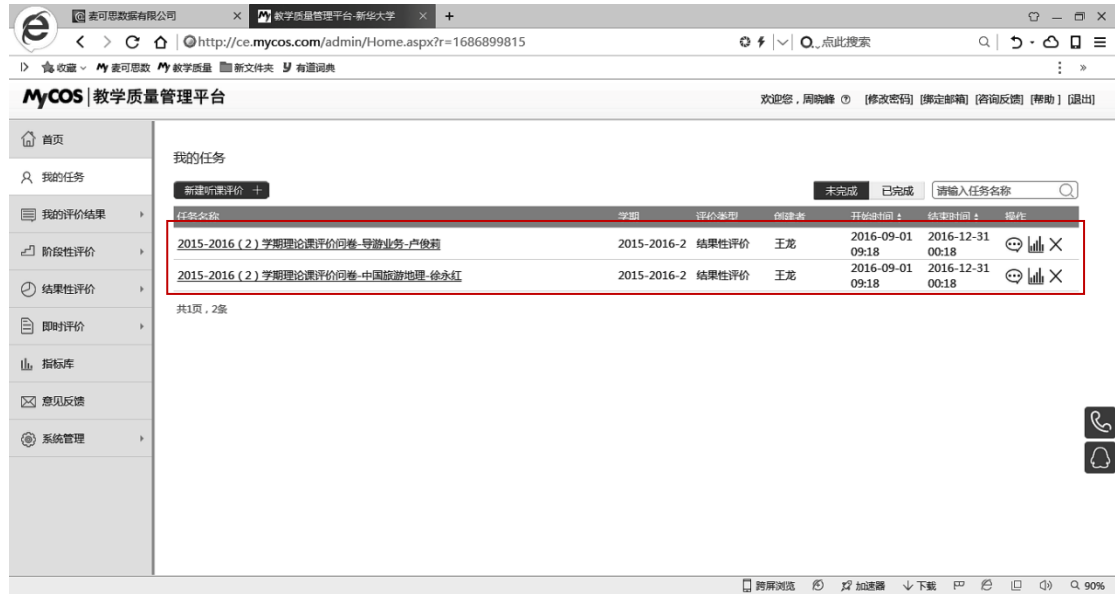 麦可思数据有限公司 教学质量管理平台-新华大学
http://ce.mycos.com/admin/Home.aspx?r=1686899815 点此搜索
收藏 麦可思数 教学质量 新文件夹 有道词典
MyCOS 教学质量管理平台 欢迎您，周晓峰 [修改密码] [绑定邮箱] [咨询反馈] [帮助] [退出]
首页
我的任务
我的评价结果
阶段性评价
结果性评价
即时评价
指标库
意见反馈
系统管理
我的任务
新建听课评价 + 未完成 已完成 请输入任务名称
任务名称 学期 评价类型 创建者 开始时间 结束时间 操作
2015-2016（2）学期理论课评价问卷-导游业务-卢俊莉 2015-2016-2 结果性评价 王龙 2016-09-01 09:18 2016-12-31 00:18
2015-2016（2）学期理论课评价问卷-中国旅游地理-徐永红 2015-2016-2 结果性评价 王龙 2016-09-01 09:18 2016-12-31 00:18
共1页，2条
跨屏浏览 加速器 下载 90%